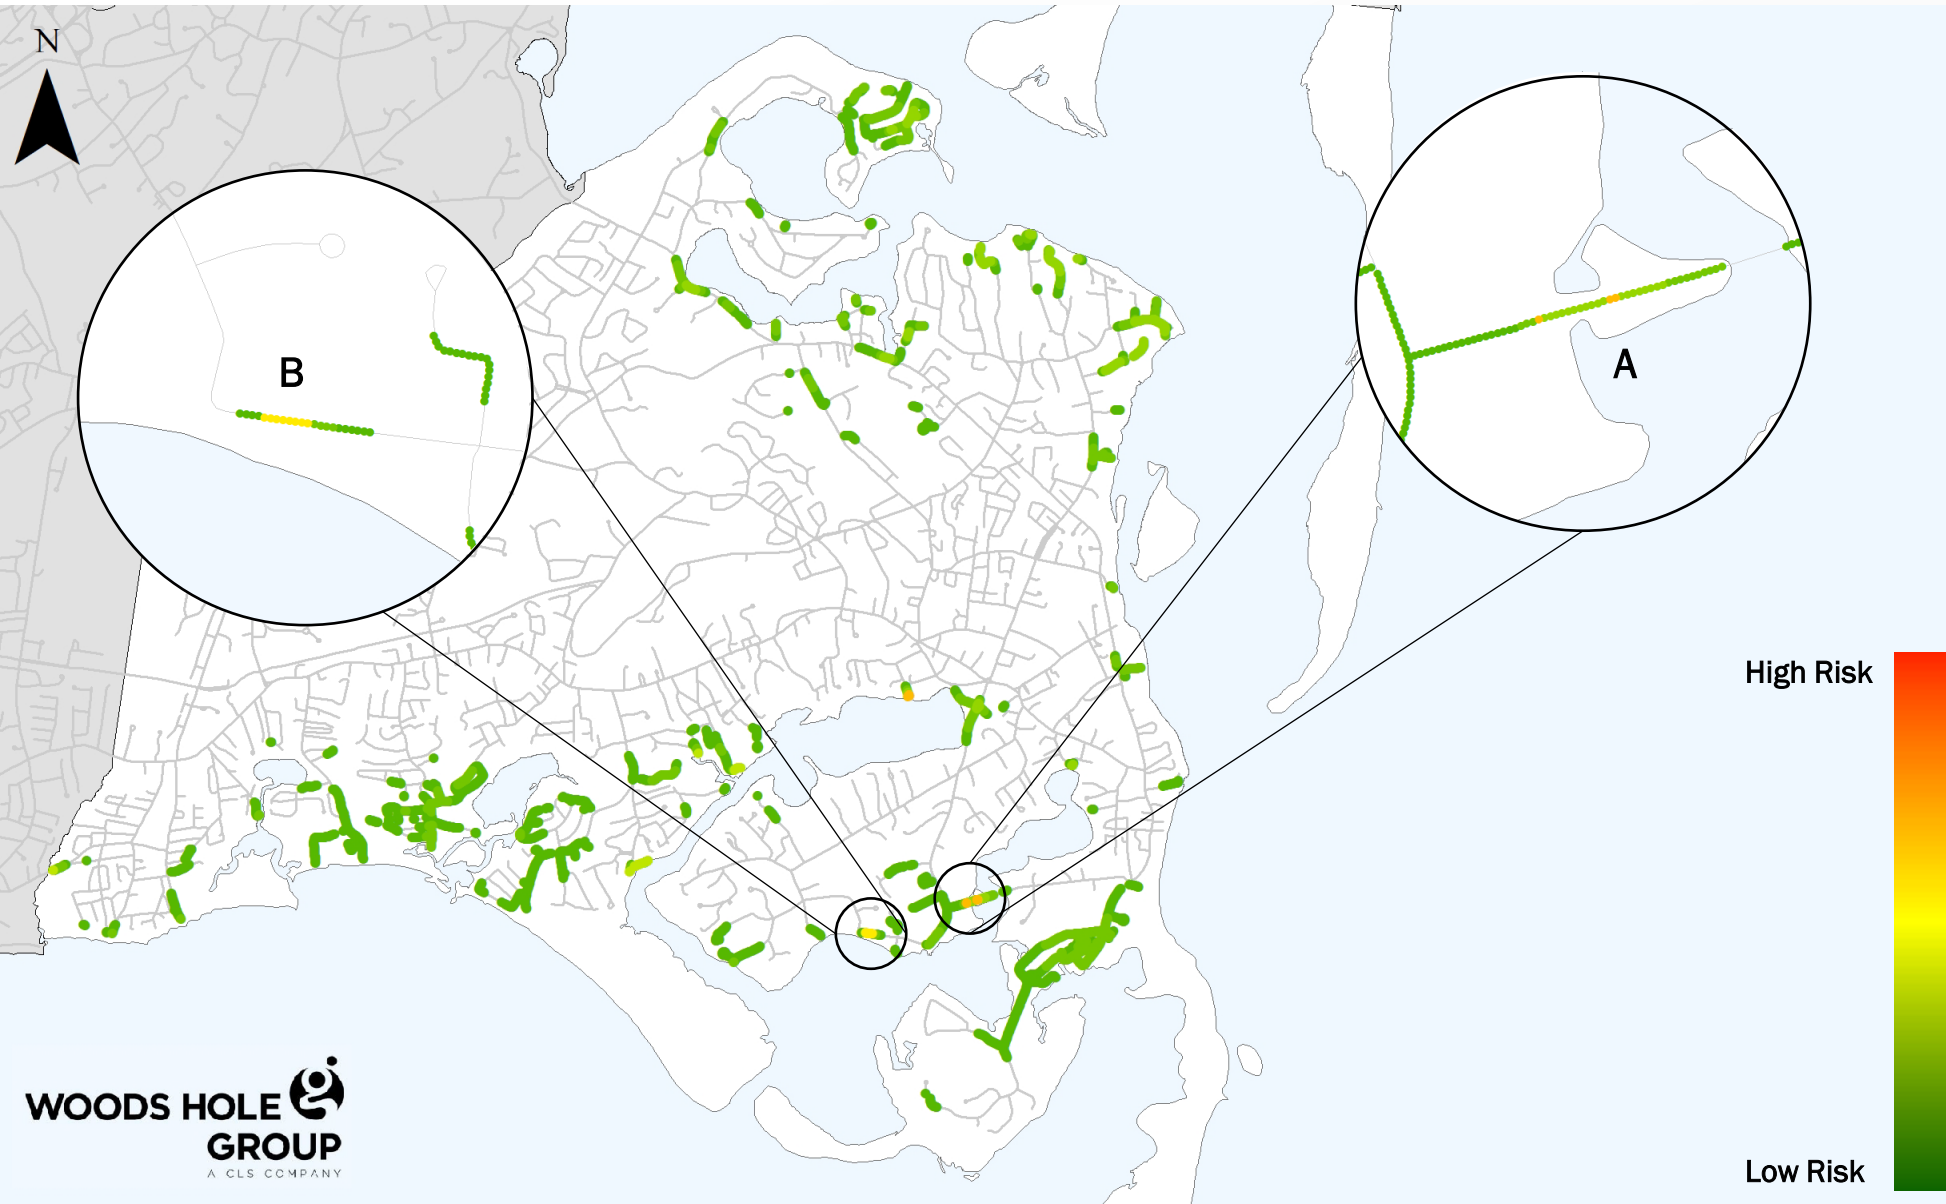 N
B
A
High Risk
Low Risk
WOODS HOLE
GROUP
A CLS COMPANY